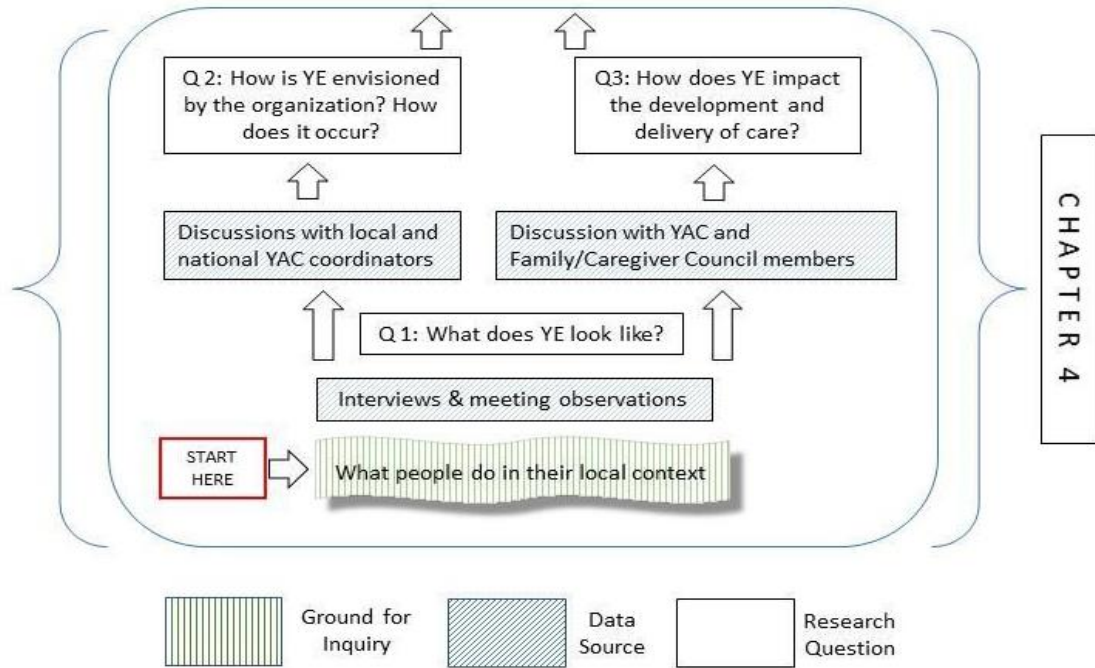 Q 2: How is YE envisioned
by the organization? How
does it occur?
Q3: How does YE impact
the development and
delivery of care?
Discussions with local and
national YAC coordinators
Discussion with YAC and
Family/Caregiver Council members
Q 1: What does YE look like?
Interviews & meeting observations
START
HERE
What people do in their local context
CHAPTER 4
Ground for
Inquiry
Data
Source
Research
Question